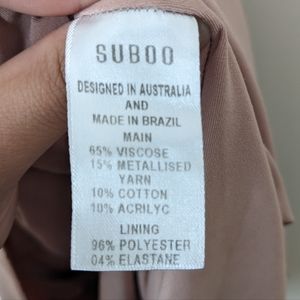 SUBOO
DESIGNED IN AUSTRALIA
AND
MADE IN BRAZIL
MAIN
65% VISCOSE
15% METALLISED
YARN
10% COTTON
10% ACRILYC
LINING
96% POLYESTER
04% ELASTANE